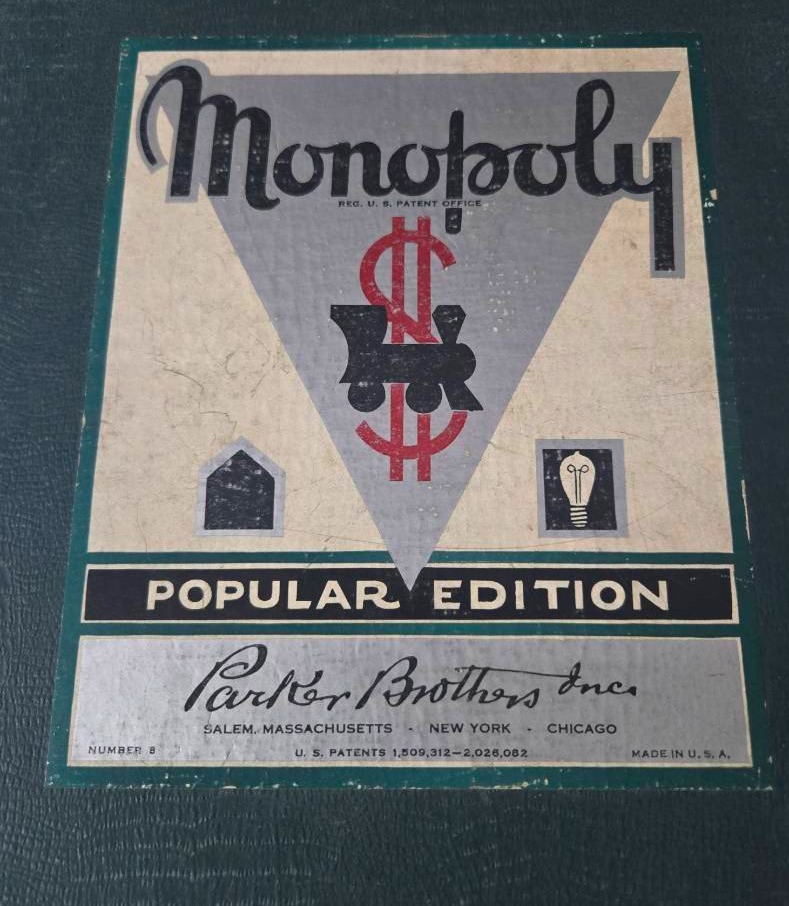 Monopoly
REG. U. S. PATENT OFFICE
POPULAR EDITION
Parker Brothers Inc.
SALEM, MASSACHUSETTS - NEW YORK - CHICAGO
NUMBER 8 U. S. PATENTS 1,509,312—2,026,082 MADE IN U. S. A.